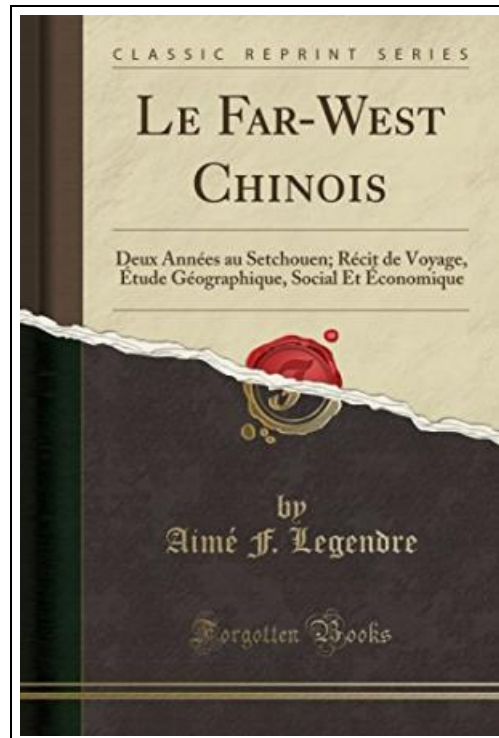 CLASSIC REPRINT SERIES
LE FAR-WEST
CHINOIS
Deux Années au Setchouen; Récit de Voyage,
Étude Géographique, Social Et Économique
by
Aimé F. Legendre
Forgotten Books